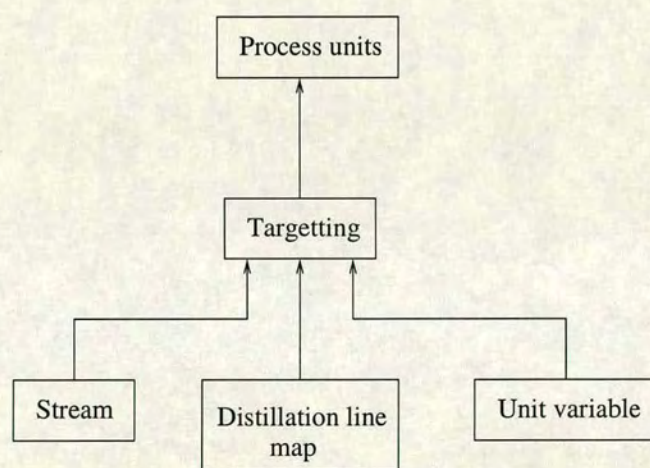 Process units
Targetting
Stream
Distillation line
map
Unit variable